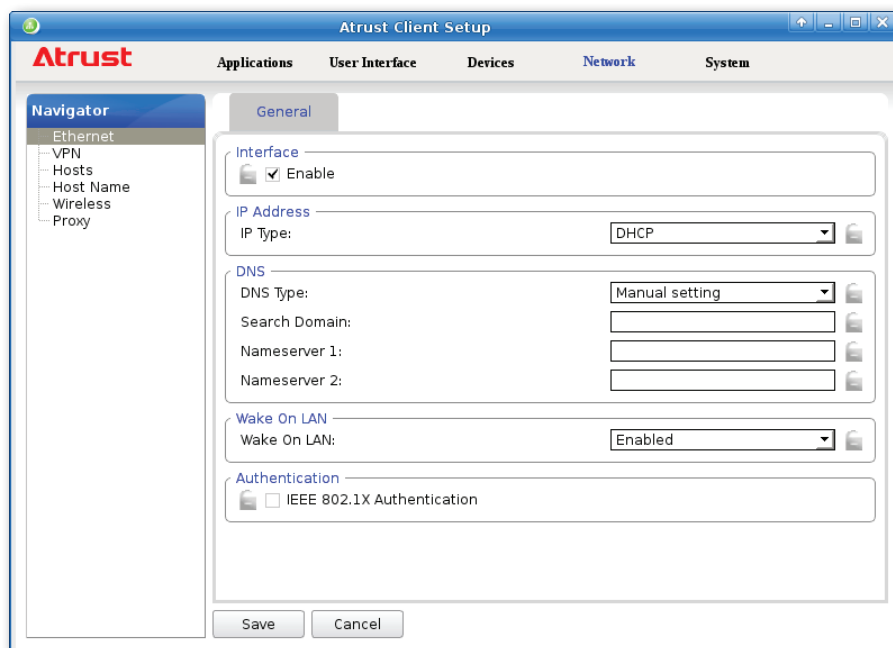 Atrust Client Setup
Atrust
Applications User Interface Devices Network System
Navigator
Ethernet
VPN
Hosts
Host Name
Wireless
Proxy
General
Interface
Enable
IP Address
IP Type: DHCP
DNS
DNS Type: Manual setting
Search Domain:
Nameserver 1:
Nameserver 2:
Wake On LAN
Wake On LAN: Enabled
Authentication
IEEE 802.1X Authentication
Save Cancel